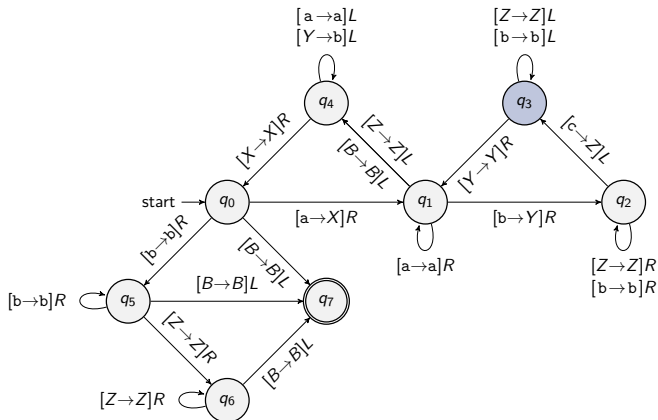 [a→a]L
[Y→b]L
[Z→Z]L
[b→b]L
q4
q3
[X→X]R
[Z→Z]L
[B→B]L
[Y→Y]R
[c→Z]L
start
q0
[a→X]R
q1
[b→Y]R
q2
[b→b]R
[B→B]L
[a→a]R
[Z→Z]R
[b→b]R
[b→b]R
q5
[B→B]L
q7
[Z→Z]R
[B→B]L
[Z→Z]R
q6